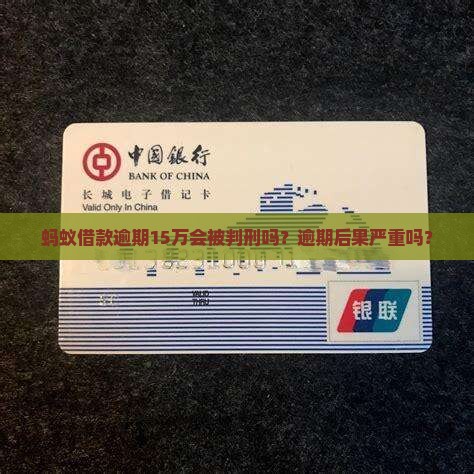 中国银行
BANK OF CHINA
长城电子借记卡
Valid Only In China
蚂蚁借款逾期15万会被判刑吗？逾期后果严重吗？
VALID
THRU
银联